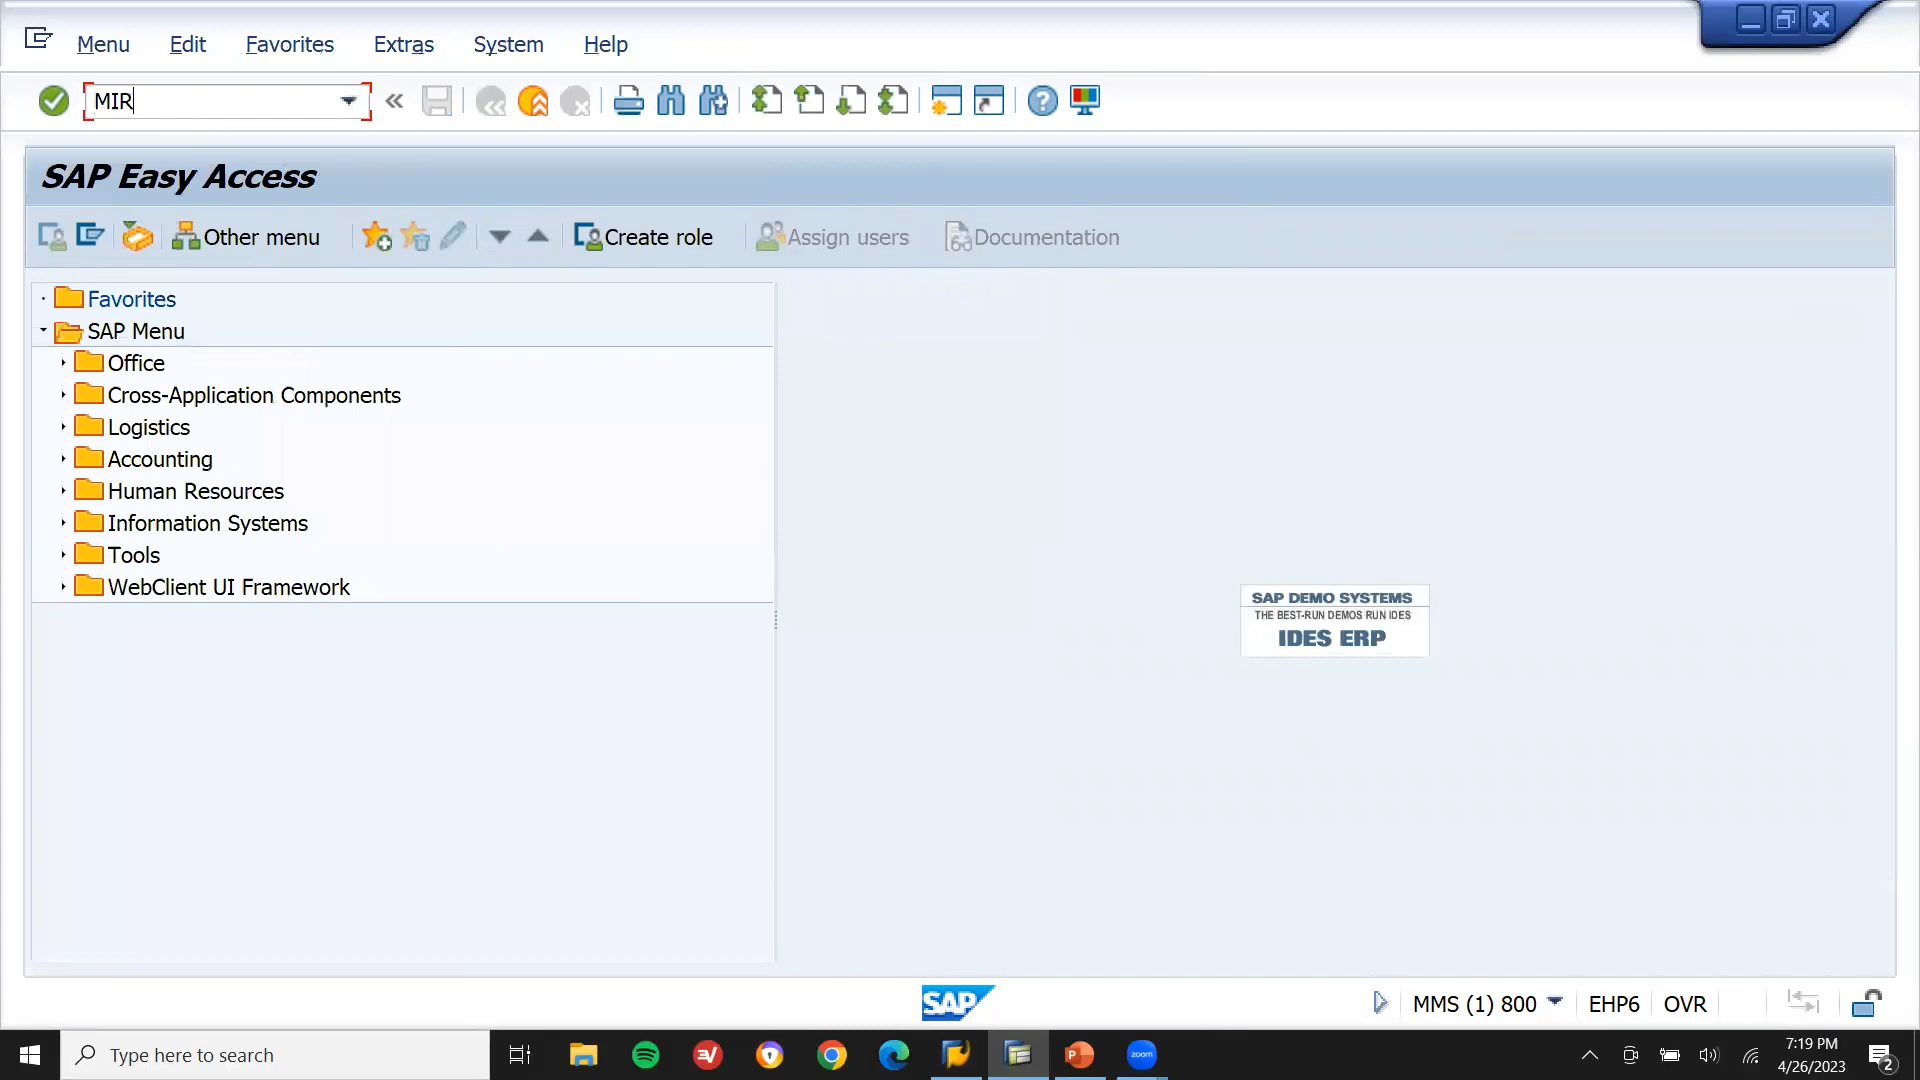 Menu Edit Favorites Extras System Help
MIR
SAP Easy Access
Other menu Create role Assign users Documentation
Favorites
SAP Menu
Office
Cross-Application Components
Logistics
Accounting
Human Resources
Information Systems
Tools
WebClient UI Framework
SAP DEMO SYSTEMS
THE BEST-RUN DEMOS RUN IDES
IDES ERP
SAP
MMS (1) 800 EHP6 OVR
Type here to search
zoom
7:19 PM
4/26/2023
2